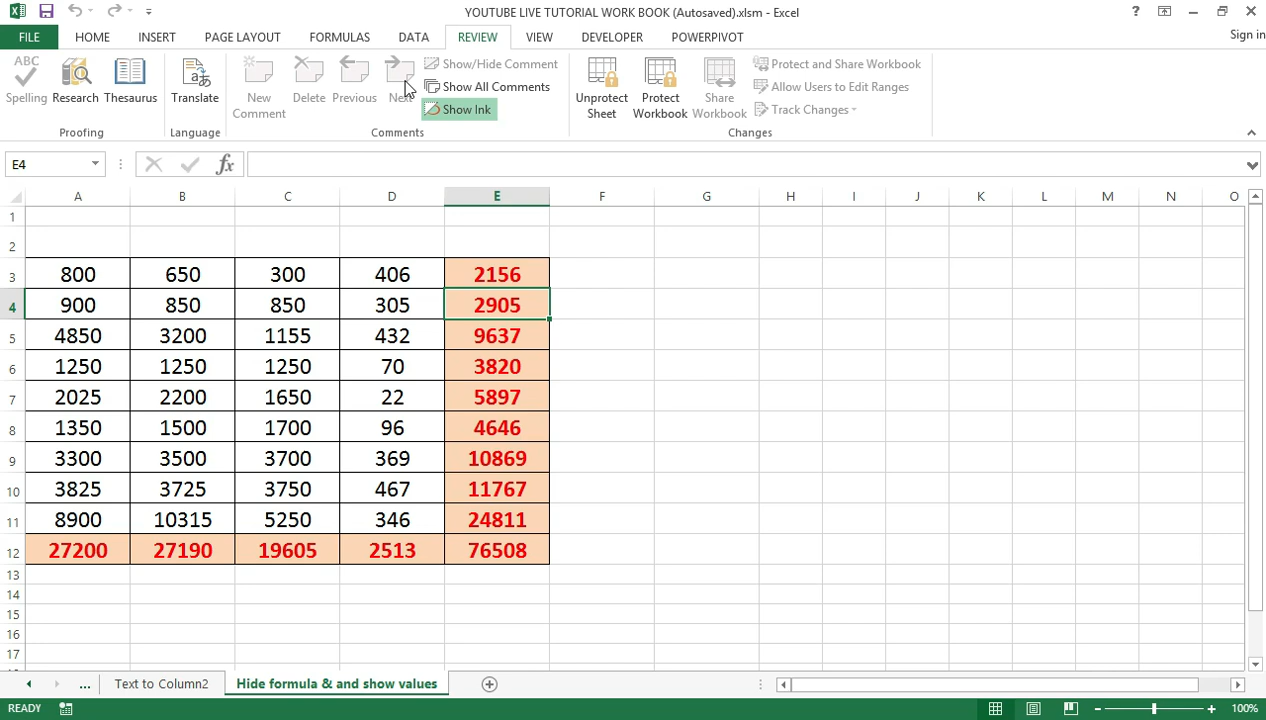 YOUTUBE LIVE TUTORIAL WORK BOOK (Autosaved).xlsm - Excel
?
FILE HOME INSERT PAGE LAYOUT FORMULAS DATA REVIEW VIEW DEVELOPER POWERPIVOT Sign in
ABC
Spelling Research Thesaurus
Proofing
Translate
Language
New Comment Delete Previous Next
Show/Hide Comment
Show All Comments
Show Ink
Comments
Unprotect Sheet Protect Workbook Share Workbook
Protect and Share Workbook
Allow Users to Edit Ranges
Track Changes
Changes
E4 fx
A B C D E F G H I J K L M N O
1
2
3 800 650 300 406 2156
4 900 850 850 305 2905
5 4850 3200 1155 432 9637
6 1250 1250 1250 70 3820
7 2025 2200 1650 22 5897
8 1350 1500 1700 96 4646
9 3300 3500 3700 369 10869
10 3825 3725 3750 467 11767
11 8900 10315 5250 346 24811
12 27200 27190 19605 2513 76508
13
14
15
16
17
... Text to Column2 Hide formula & and show values
READY 100%